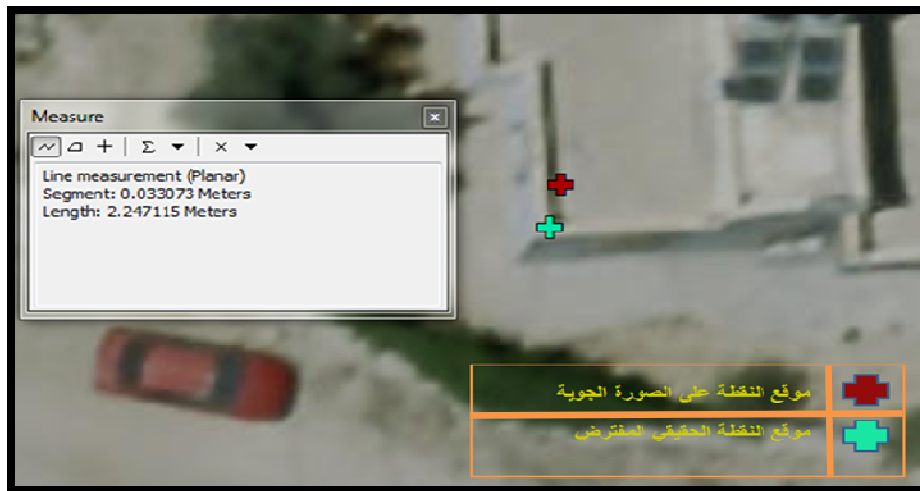 Measure
Line measurement (Planar)
Segment: 0.033073 Meters
Length: 2.247115 Meters
موقع النقطة على الصورة الجوية
موقع النقطة الحقيقي المفترض